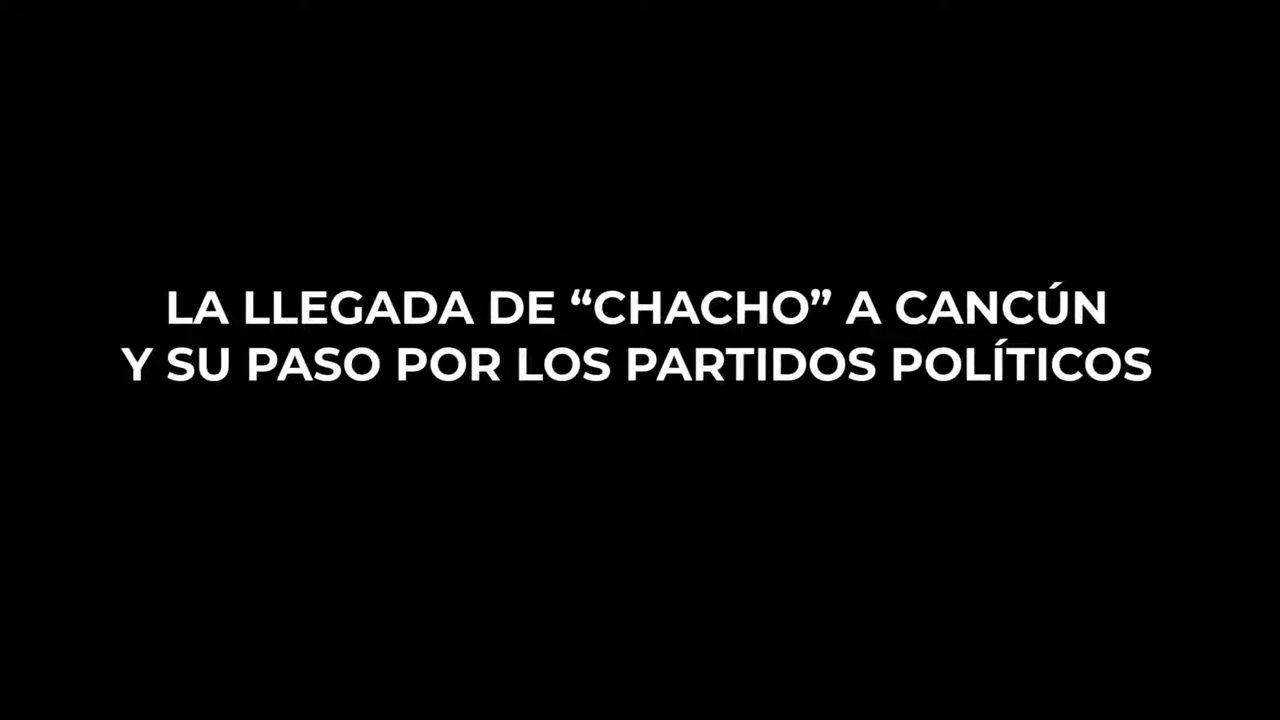 LA LLEGADA DE “CHACHO” A CANCÚN
Y SU PASO POR LOS PARTIDOS POLÍTICOS